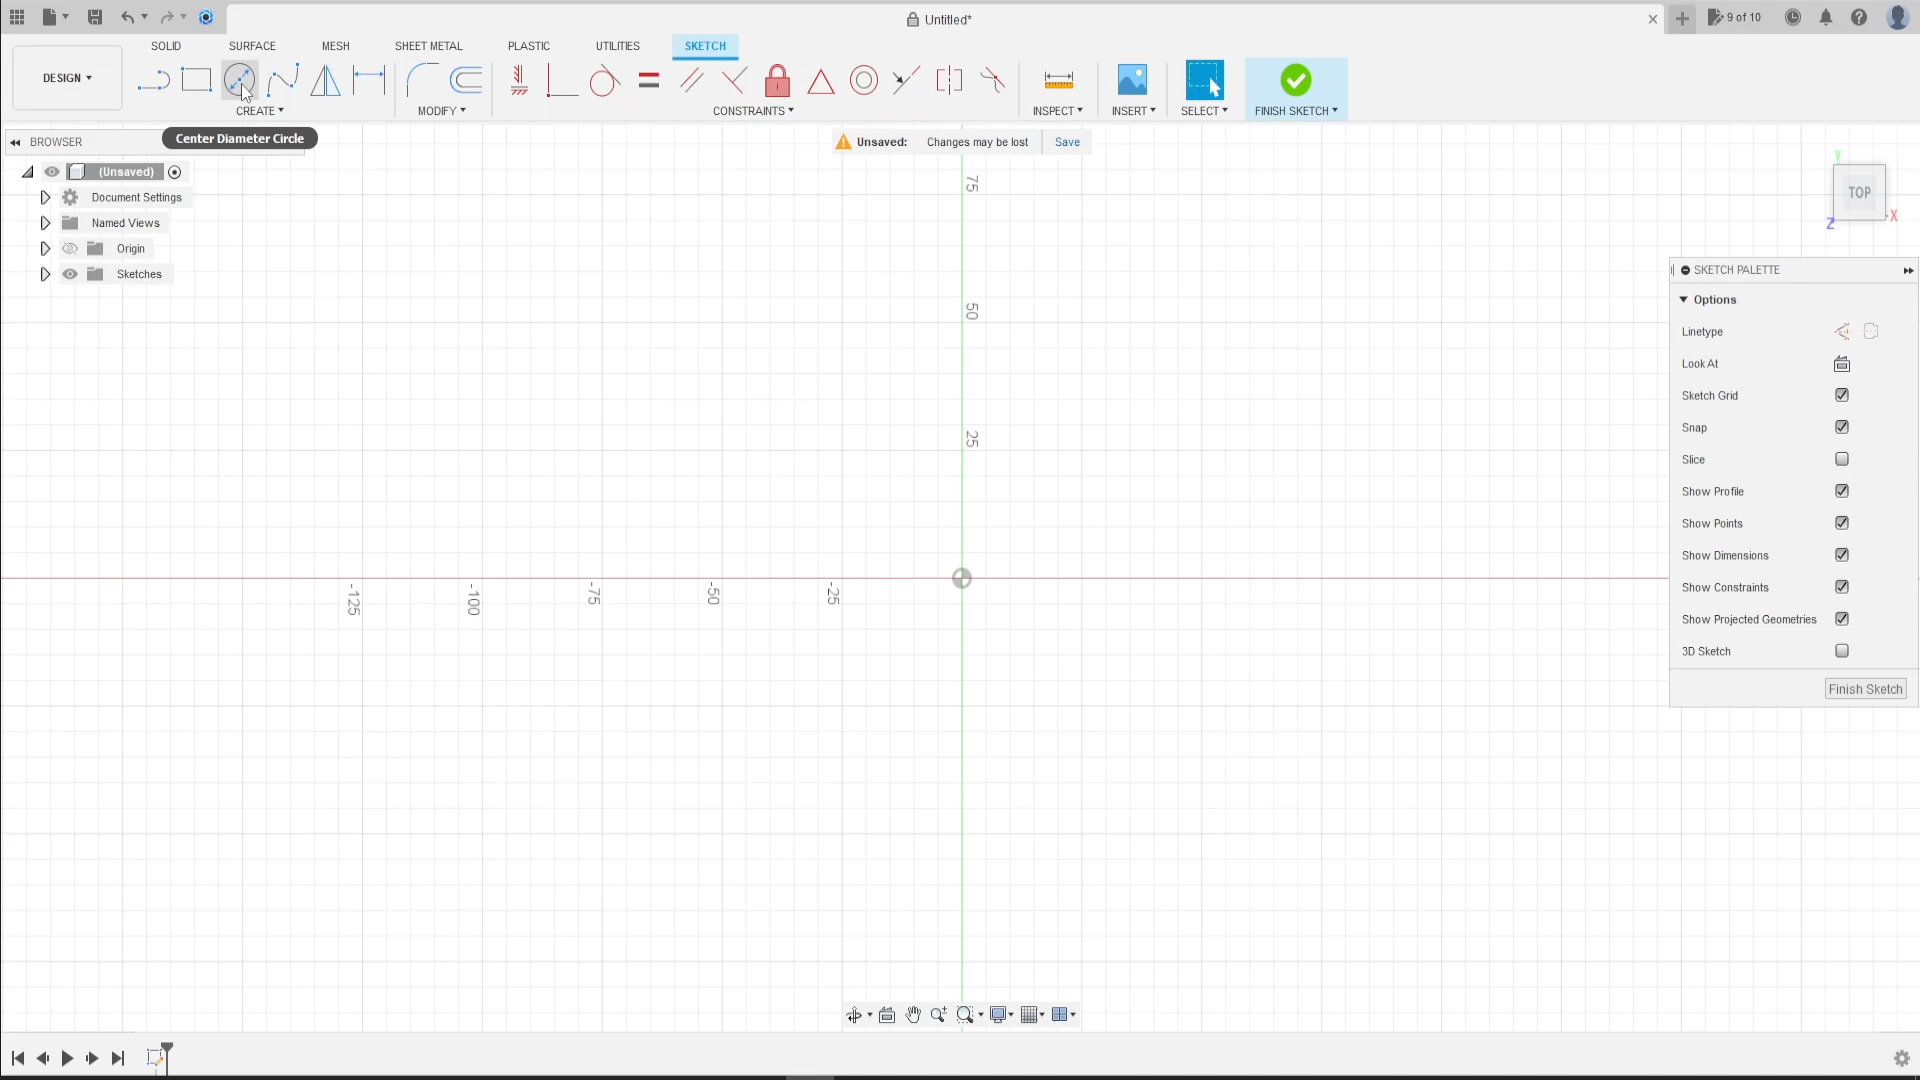 Untitled*
9 of 10
SOLID
SURFACE
MESH
SHEET METAL
PLASTIC
UTILITIES
SKETCH
DESIGN
CREATE
MODIFY
CONSTRAINTS
INSPECT
INSERT
SELECT
FINISH SKETCH
BROWSER
Center Diameter Circle
Unsaved: Changes may be lost Save
(Unsaved)
Document Settings
Named Views
Origin
Sketches
75
50
25
-125
-100
-75
-50
-25
Y
TOP
X
Z
SKETCH PALETTE
Options
Linetype
Look At
Sketch Grid
Snap
Slice
Show Profile
Show Points
Show Dimensions
Show Constraints
Show Projected Geometries
3D Sketch
Finish Sketch